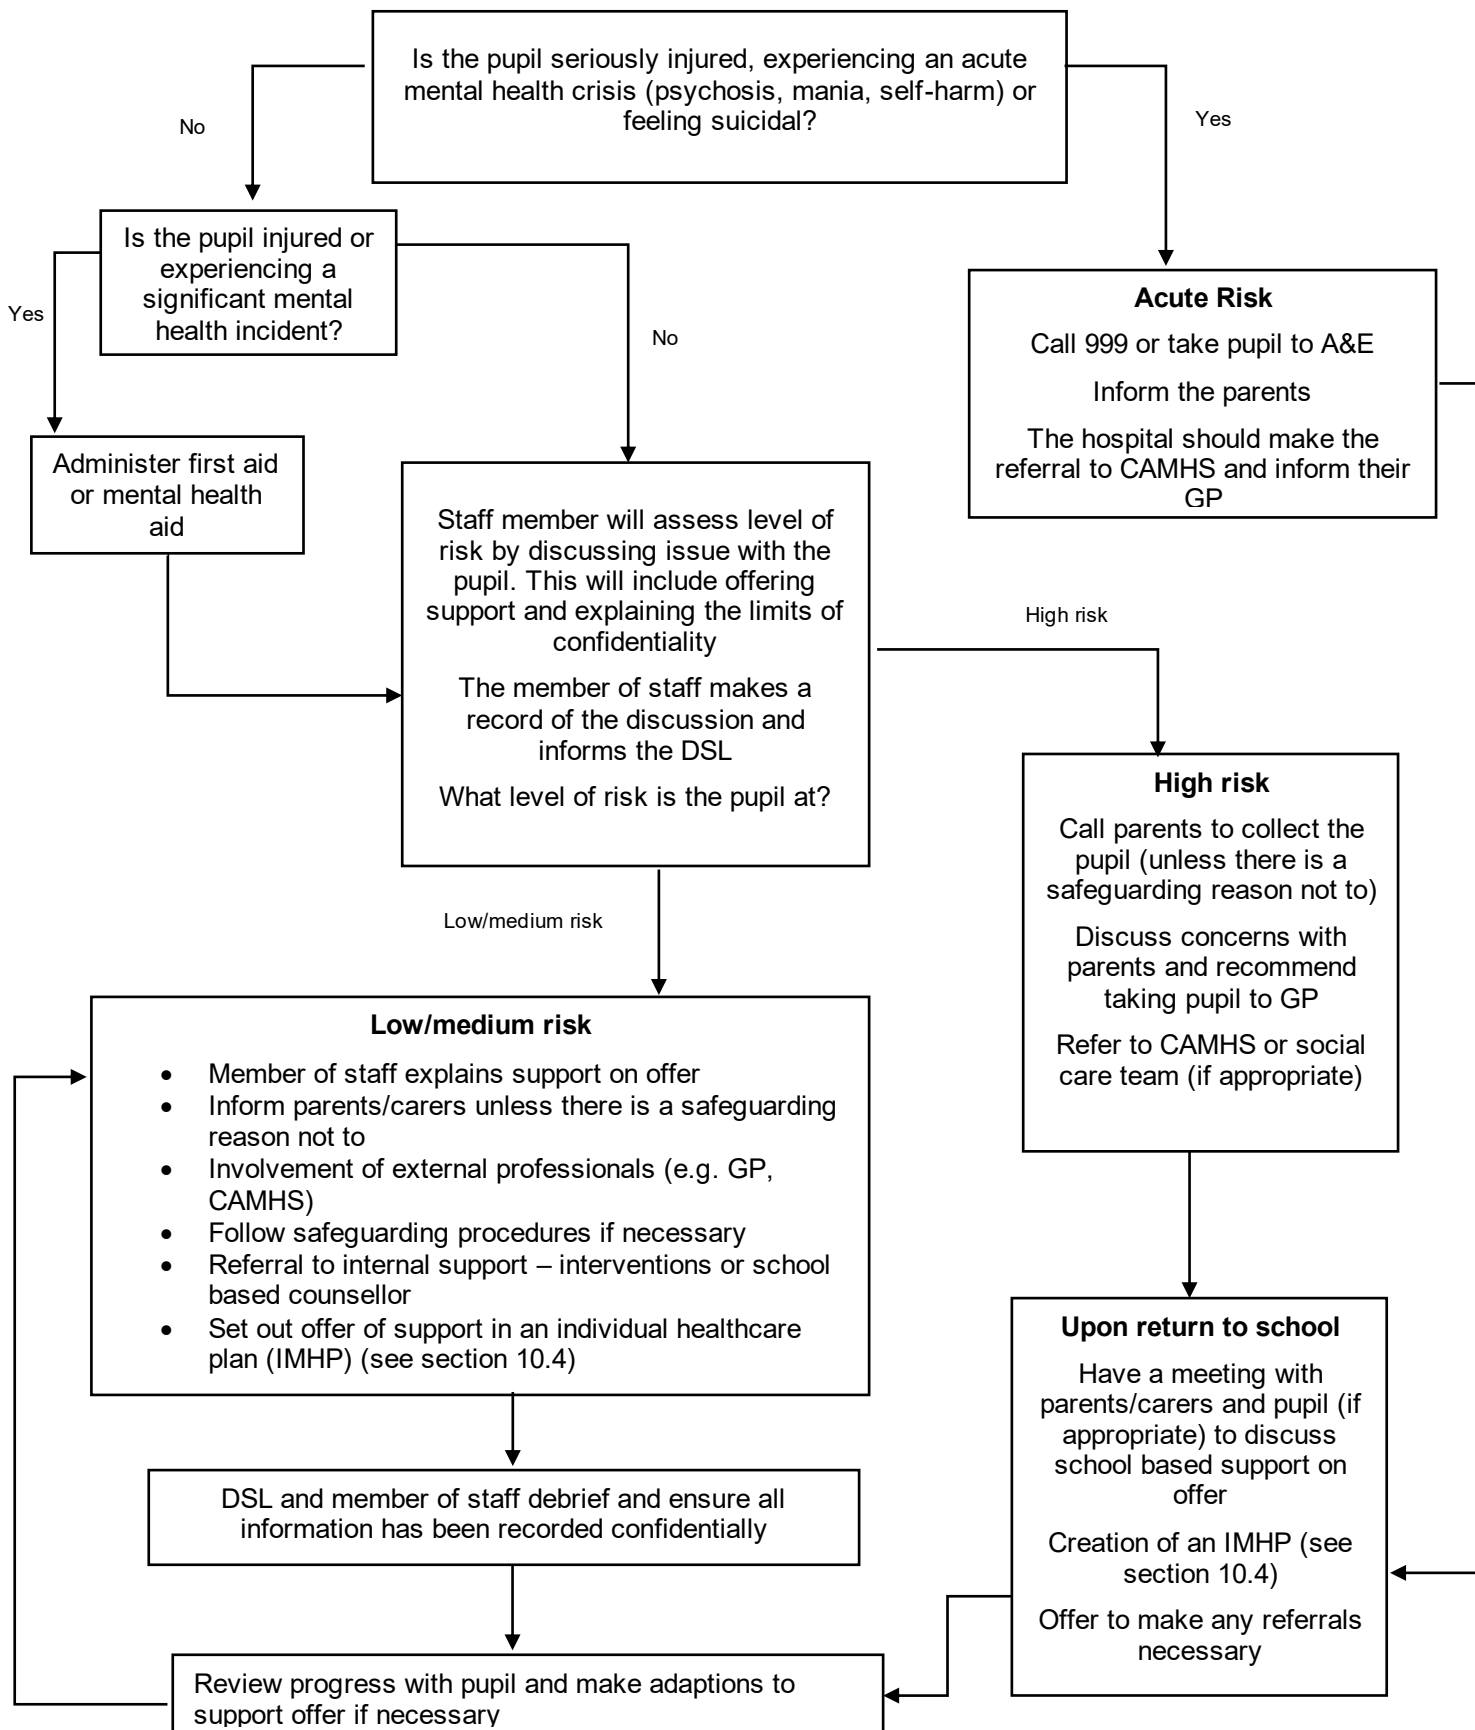 Is the pupil seriously injured, experiencing an acute
mental health crisis (psychosis, mania, self-harm) or
feeling suicidal?
No
Yes
Is the pupil injured or
experiencing a
significant mental
health incident?
Yes
No
Acute Risk
Call 999 or take pupil to A&E
Inform the parents
The hospital should make the
referral to CAMHS and inform their
GP
Administer first aid
or mental health
aid
Staff member will assess level of
risk by discussing issue with the
pupil. This will include offering
support and explaining the limits of
confidentiality
The member of staff makes a
record of the discussion and
informs the DSL
What level of risk is the pupil at?
High risk
Low/medium risk
High risk
Call parents to collect the
pupil (unless there is a
safeguarding reason not to)
Discuss concerns with
parents and recommend
taking pupil to GP
Refer to CAMHS or social
care team (if appropriate)
Low/medium risk
• Member of staff explains support on offer
• Inform parents/carers unless there is a safeguarding
reason not to
• Involvement of external professionals (e.g. GP,
CAMHS)
• Follow safeguarding procedures if necessary
• Referral to internal support – interventions or school
based counsellor
• Set out offer of support in an individual healthcare
plan (IMHP) (see section 10.4)
Upon return to school
Have a meeting with
parents/carers and pupil (if
appropriate) to discuss
school based support on
offer
Creation of an IMHP (see
section 10.4)
Offer to make any referrals
necessary
DSL and member of staff debrief and ensure all
information has been recorded confidentially
Review progress with pupil and make adaptions to
support offer if necessary